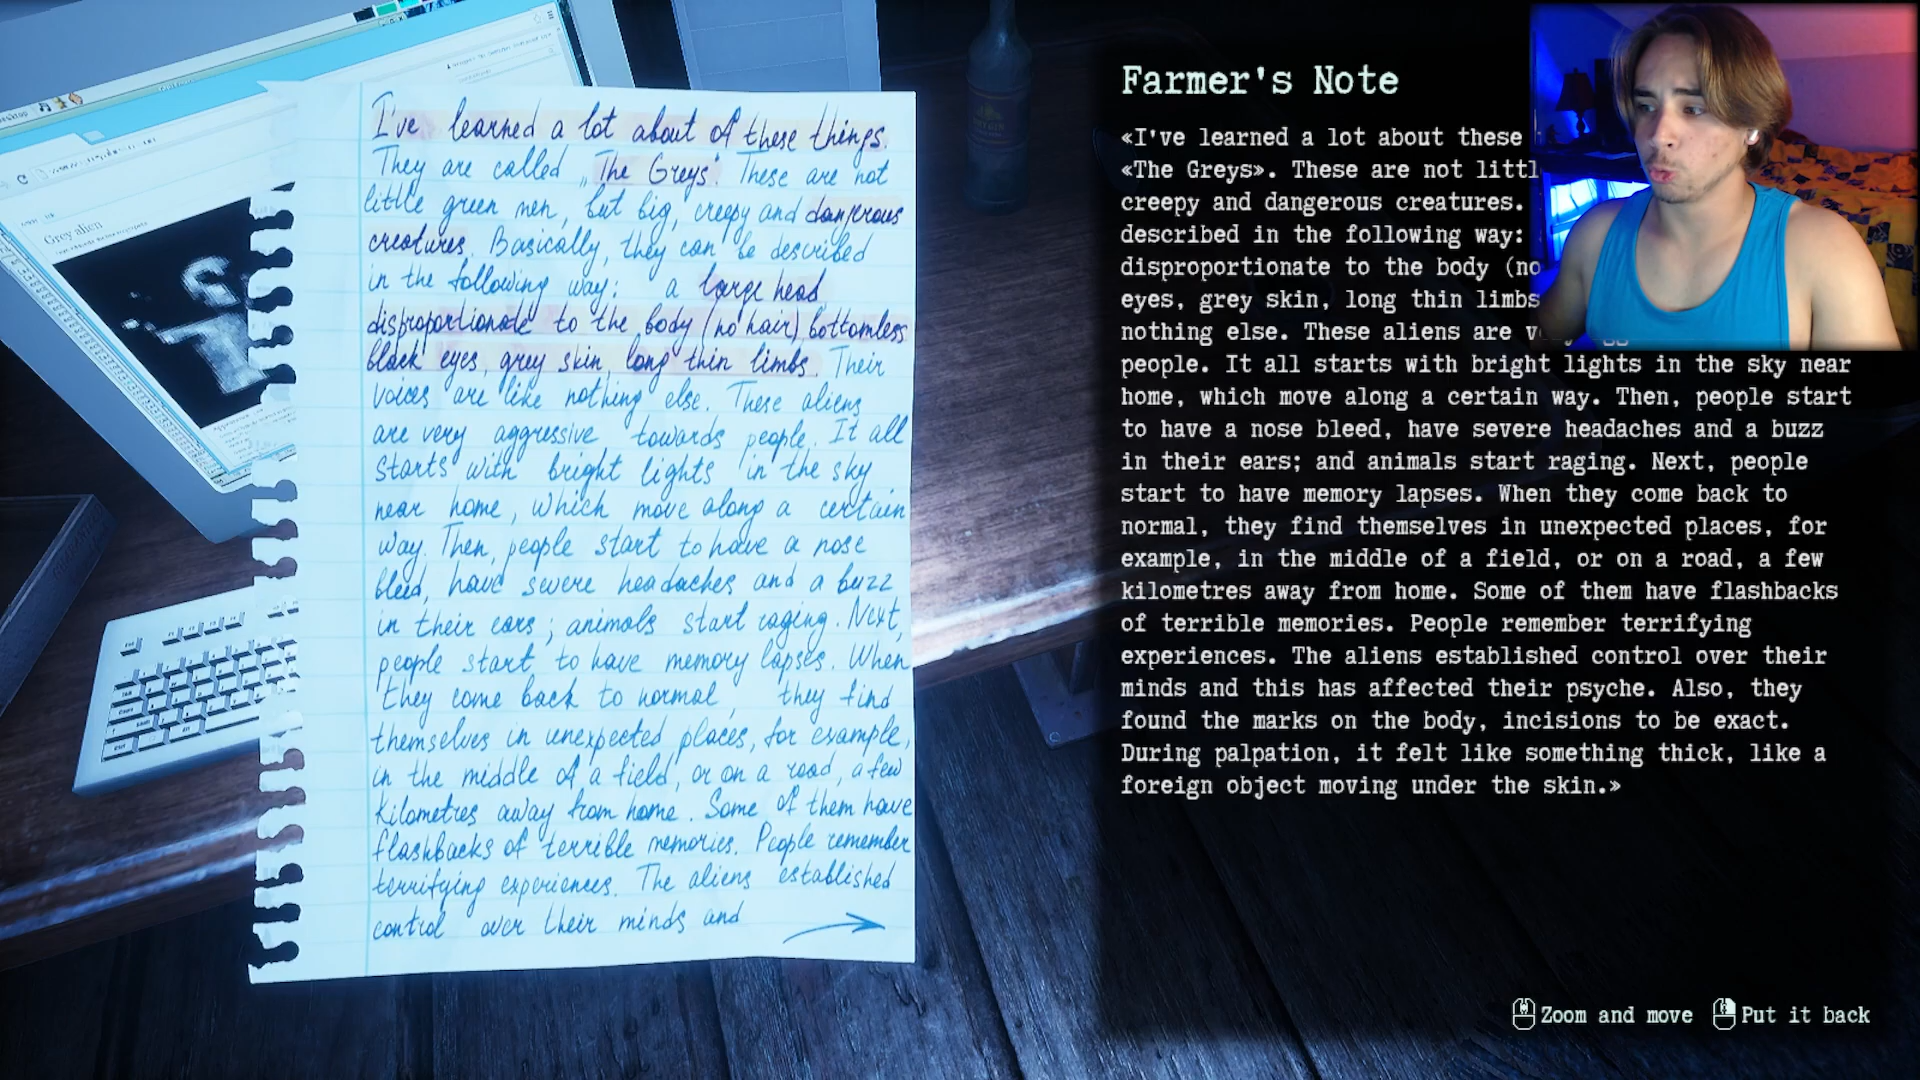 Grey alien
I've learned a lot about of these things.
They are called „The Greys". These are not
little green men, but big, creepy and dangerous
creatures. Basically, they can be described
in the following way: a large head
disproportionate to the body (no hair), bottomless
black eyes, grey skin, long thin limbs. Their
voices are like nothing else. These aliens
are very aggressive towards people. It all
starts with bright lights in the sky
near home, which move along a certain
way. Then, people start to have a nose
bleed, have severe headaches and a buzz
in their ears; animals start raging. Next,
people start to have memory lapses. When
they come back to normal, they find
themselves in unexpected places, for example,
in the middle of a field, or on a road, a few
kilometres away from home. Some of them have
flashbacks of terrible memories. People remember
terrifying experiences. The aliens established
control over their minds and
Farmer's Note
«I've learned a lot about these
«The Greys». These are not littl
creepy and dangerous creatures.
described in the following way:
disproportionate to the body (no
eyes, grey skin, long thin limbs
nothing else. These aliens are v
people. It all starts with bright lights in the sky near
home, which move along a certain way. Then, people start
to have a nose bleed, have severe headaches and a buzz
in their ears; and animals start raging. Next, people
start to have memory lapses. When they come back to
normal, they find themselves in unexpected places, for
example, in the middle of a field, or on a road, a few
kilometres away from home. Some of them have flashbacks
of terrible memories. People remember terrifying
experiences. The aliens established control over their
minds and this has affected their psyche. Also, they
found the marks on the body, incisions to be exact.
During palpation, it felt like something thick, like a
foreign object moving under the skin.»
Zoom and move Put it back